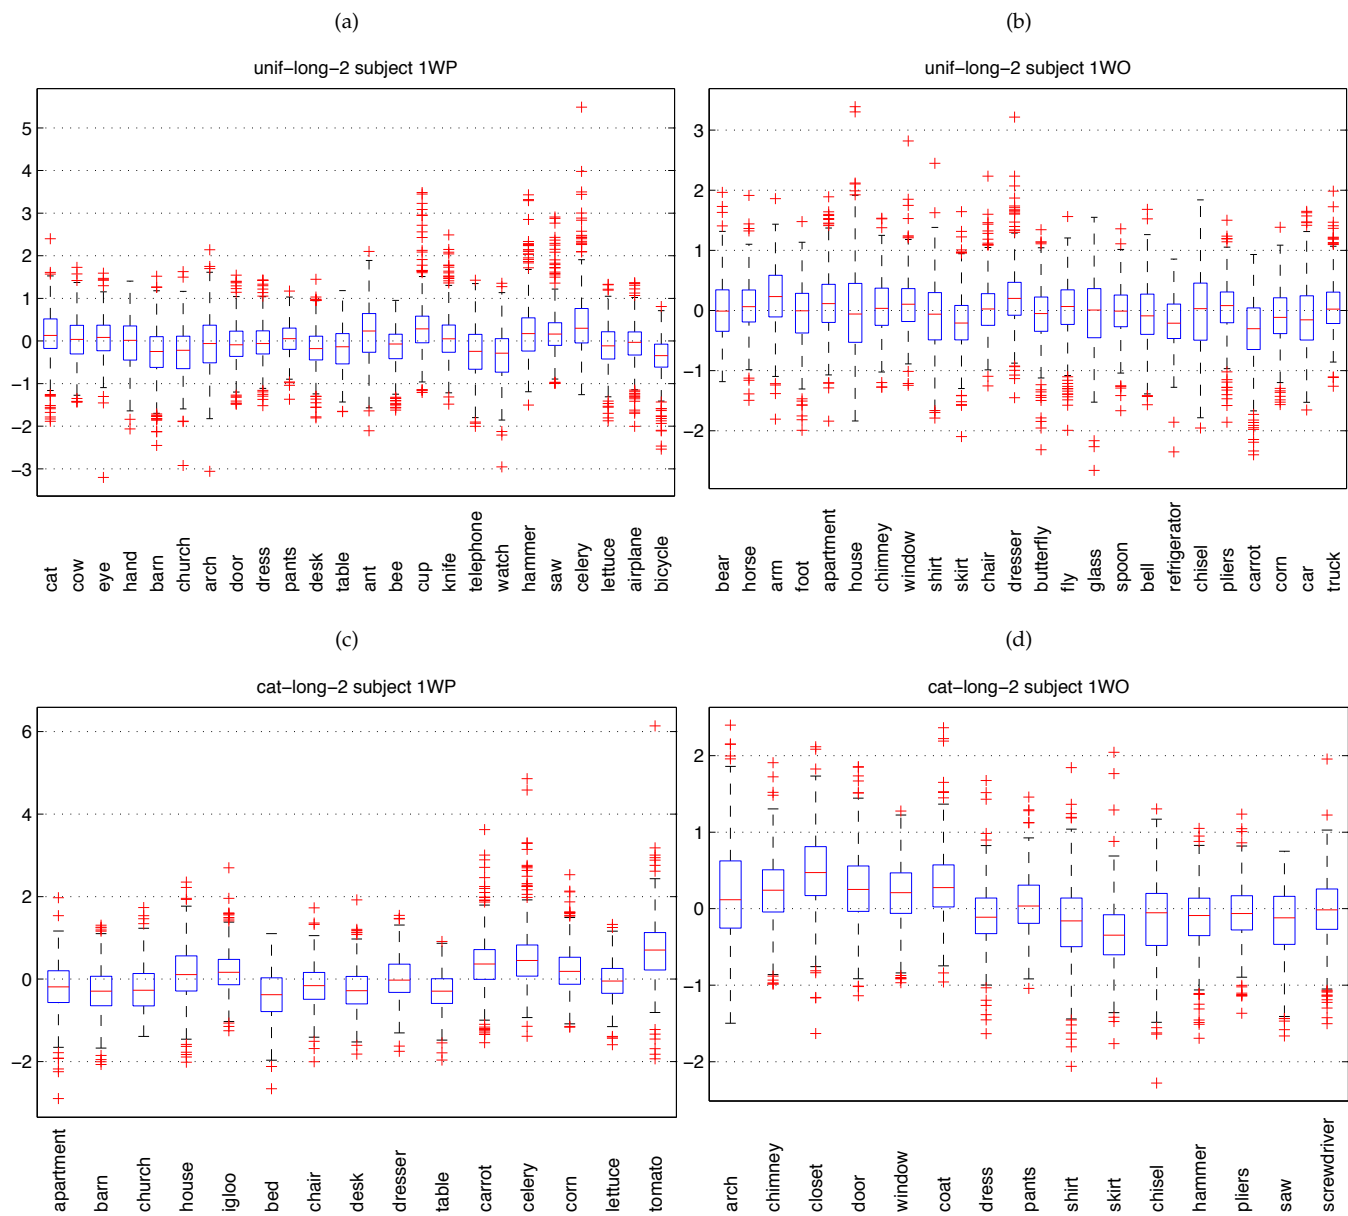 (a)
(b)
unif-long-2 subject 1WP
unif-long-2 subject 1WO
5
4
3
2
1
0
−1
−2
−3
cat
cow
eye
hand
barn
church
arch
door
dress
pants
desk
table
ant
bee
cup
knife
telephone
watch
hammer
saw
celery
lettuce
airplane
bicycle
3
2
1
0
−1
−2
bear
horse
arm
foot
apartment
house
chimney
window
shirt
skirt
chair
dresser
butterfly
fly
glass
spoon
bell
refrigerator
chisel
pliers
carrot
corn
car
truck
(c)
(d)
cat-long-2 subject 1WP
cat-long-2 subject 1WO
6
4
2
0
−2
apartment
barn
church
house
igloo
bed
chair
desk
dresser
table
carrot
celery
corn
lettuce
tomato
2
1
0
−1
−2
arch
chimney
closet
door
window
coat
dress
pants
shirt
skirt
chisel
hammer
pliers
saw
screwdriver